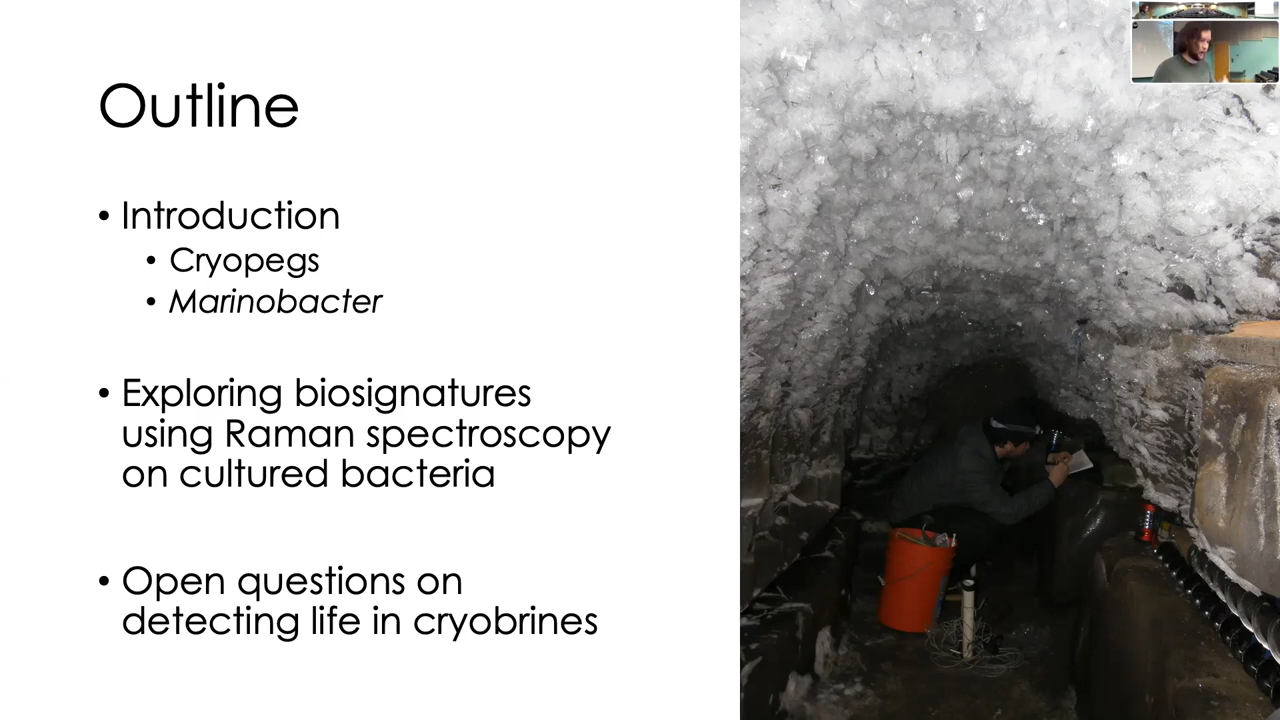 Outline
• Introduction
• Cryopegs
• Marinobacter
• Exploring biosignatures
using Raman spectroscopy
on cultured bacteria
• Open questions on
detecting life in cryobrines